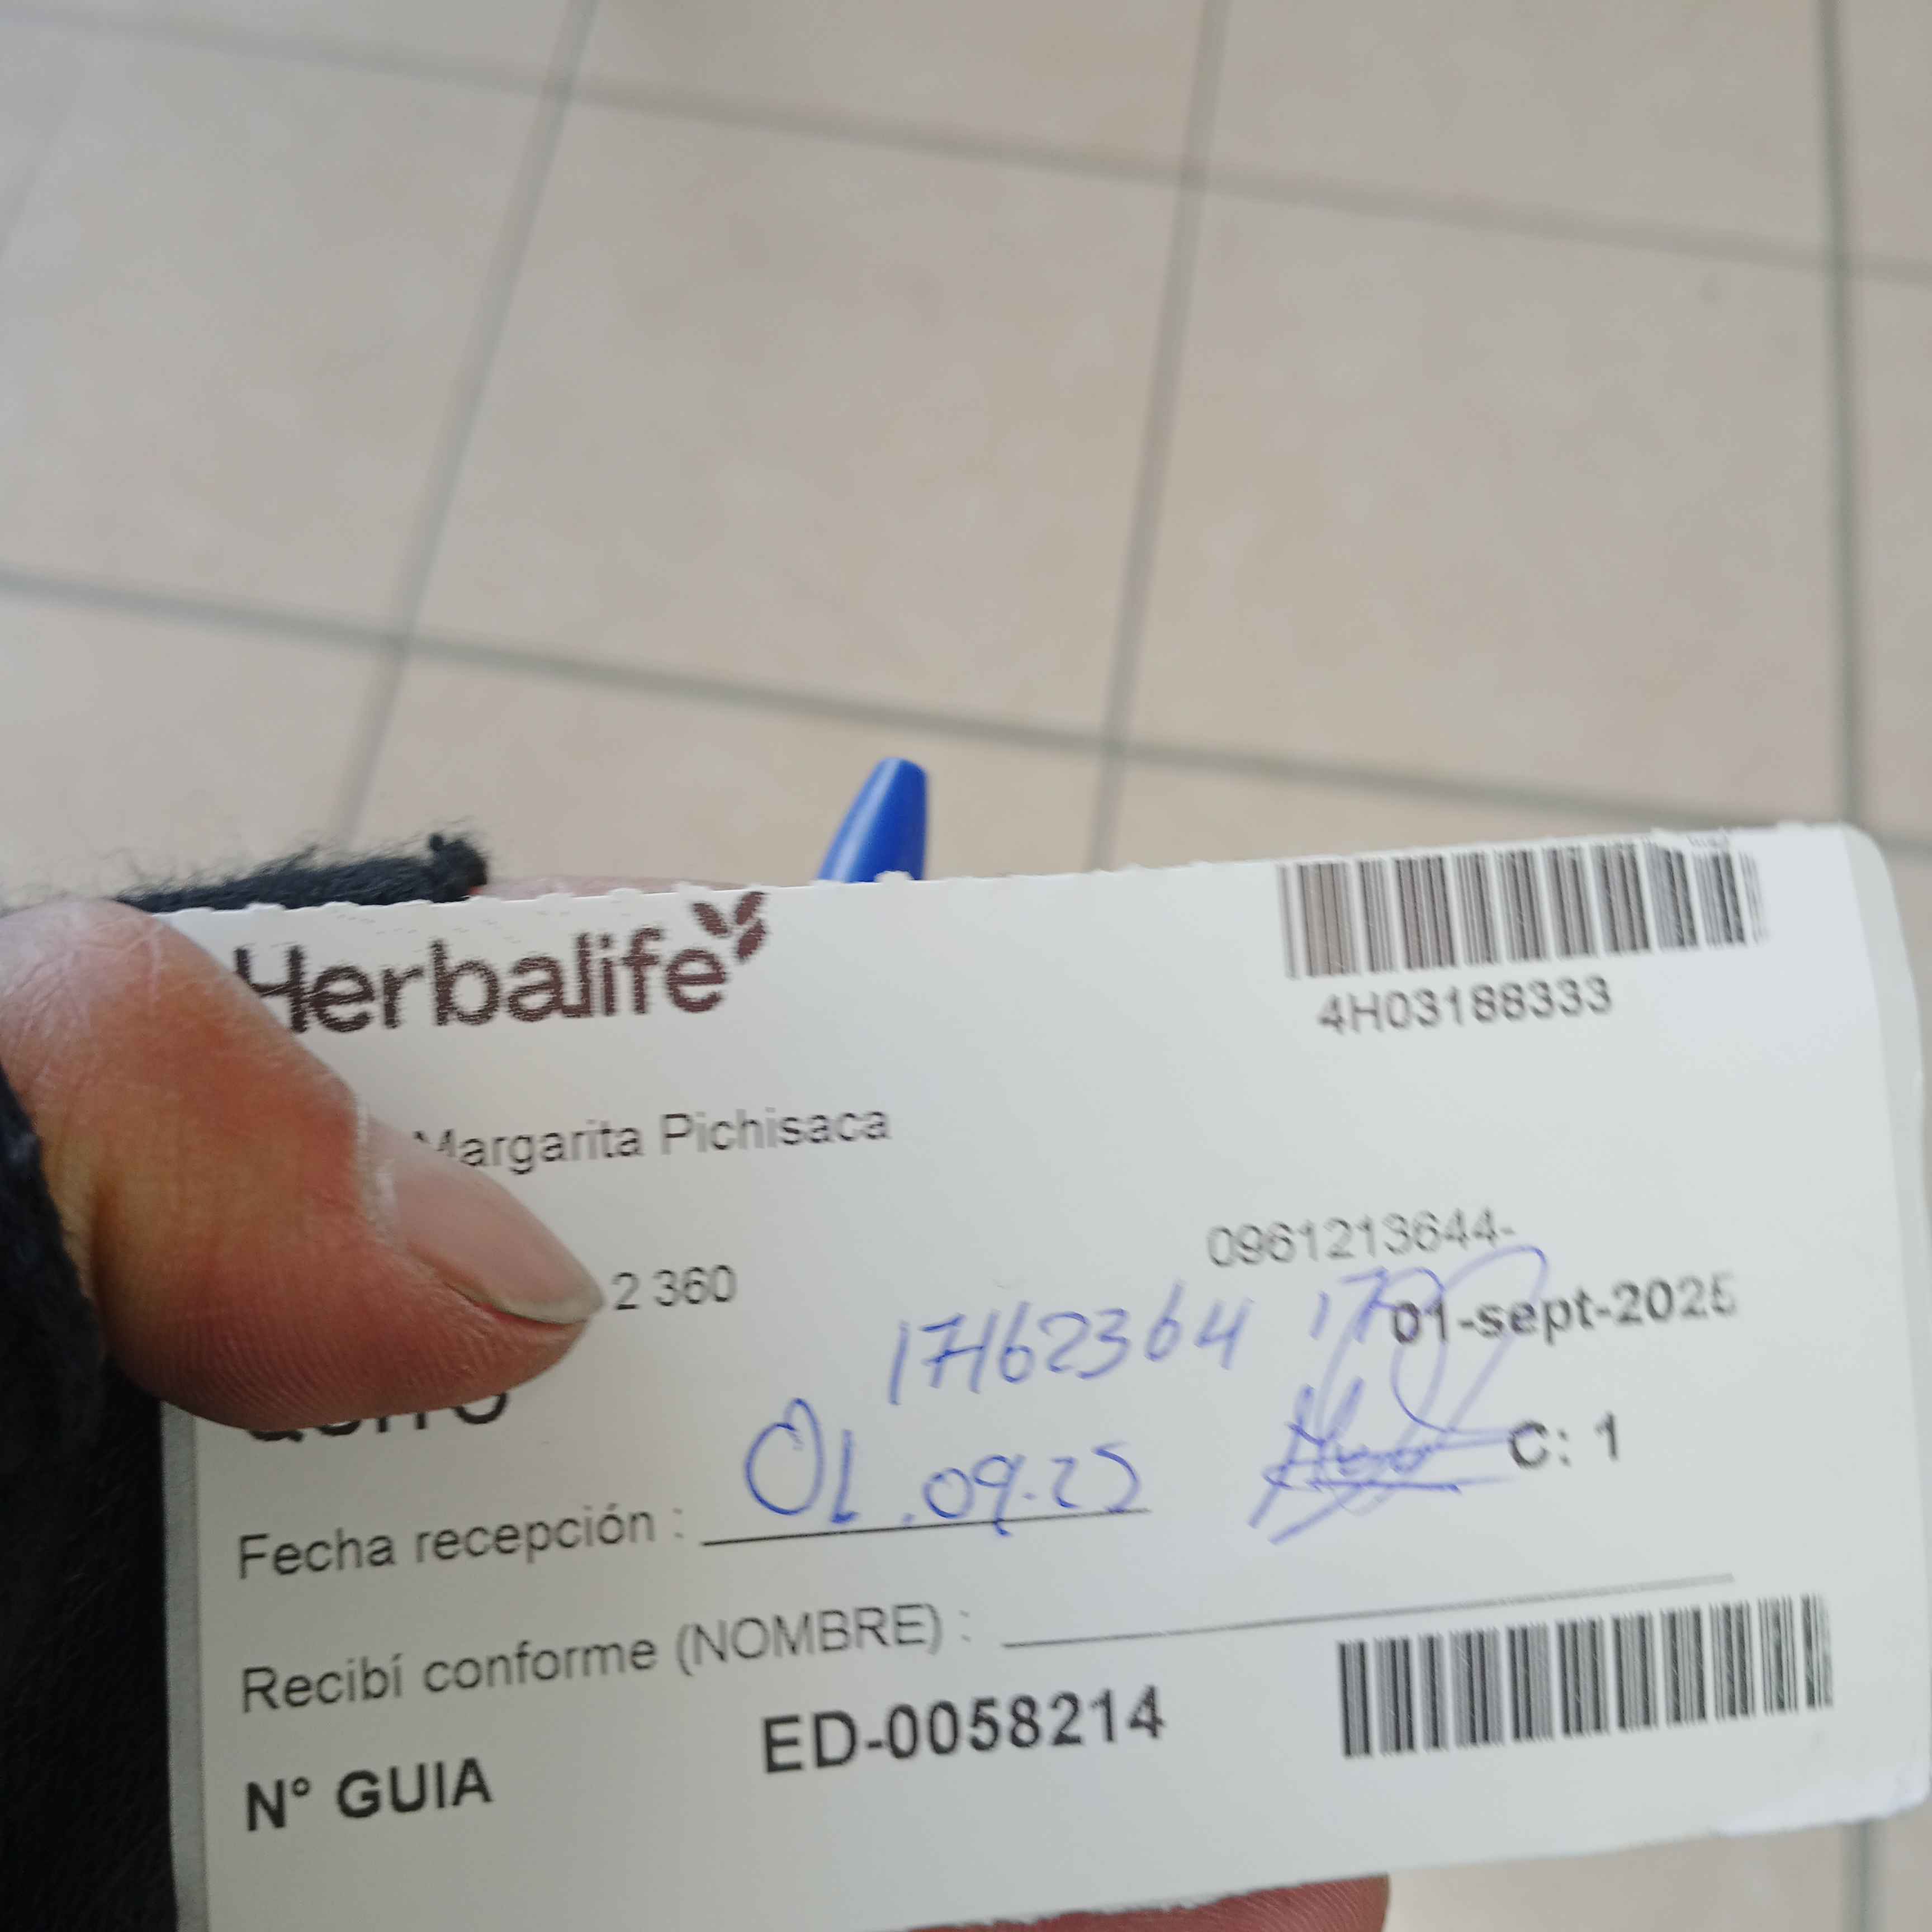 Herbalife
4H03188333
Margarita Pichisaca
0961213644-
2 360
01-sept-2025
17162364
QUITO
C: 1
Fecha recepción : 01.09.25
Recibí conforme (NOMBRE) :
N° GUIA ED-0058214